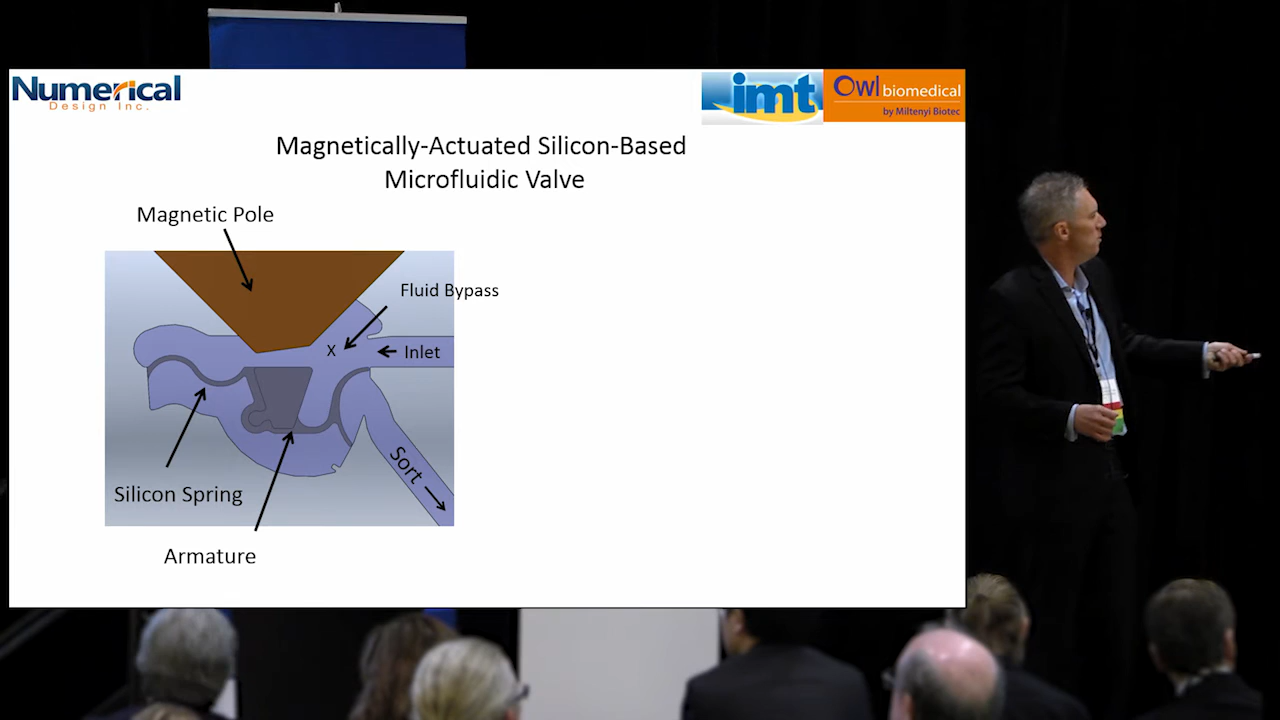 Numerical
Design Inc.
imt
Owl biomedical
by Miltenyi Biotec
Magnetically-Actuated Silicon-Based
Microfluidic Valve
Magnetic Pole
Fluid Bypass
X
Inlet
Sort
Silicon Spring
Armature